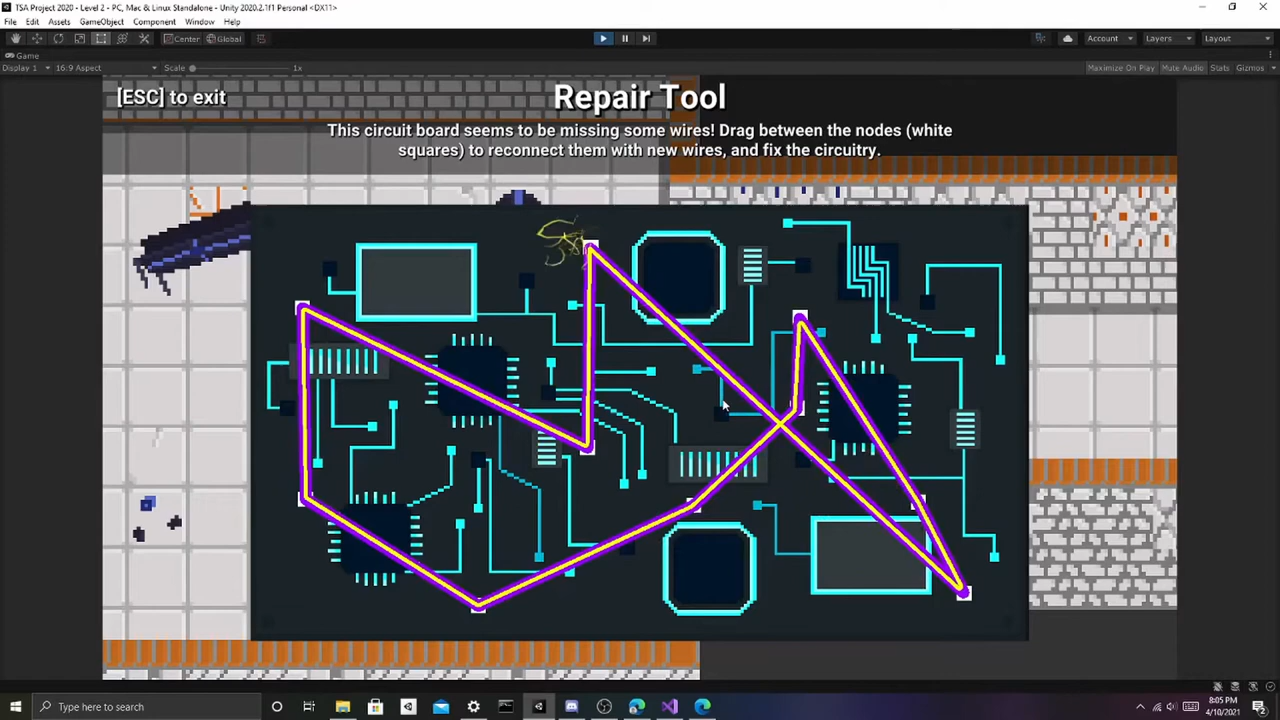 TSA Project 2020 - Level 2 - PC, Mac & Linux Standalone - Unity 2020.2.1f1 Personal <DX11>
File Edit Assets GameObject Component Window Help
Center Global Account Layers Layout
Game
Display 1 16:9 Aspect Scale 1x Maximize On Play Mute Audio Stats Gizmos
[ESC] to exit
Repair Tool
This circuit board seems to be missing some wires! Drag between the nodes (white
squares) to reconnect them with new wires, and fix the circuitry.
Type here to search
8:05 PM
4/10/2021
2